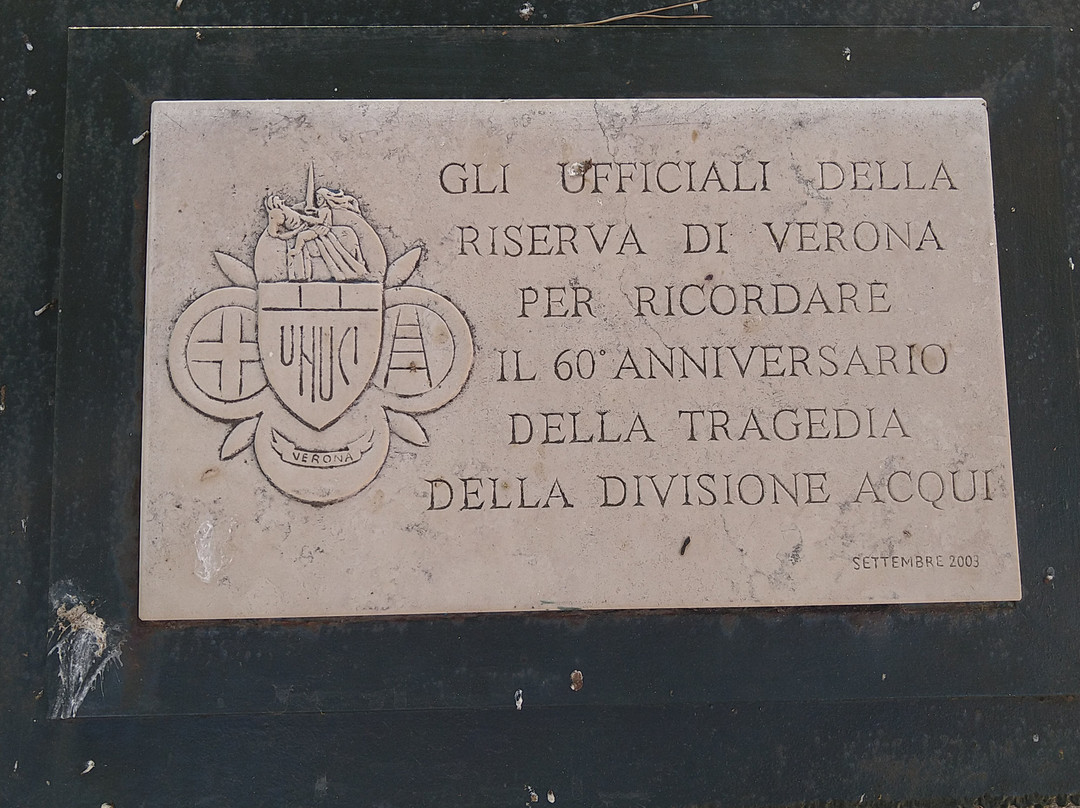 GLI UFFICIALI DELLA
RISERVA DI VERONA
PER RICORDARE
IL 60° ANNIVERSARIO
DELLA TRAGEDIA
DELLA DIVISIONE ACQUI
SETTEMBRE 2003
UNUCI
VERONA